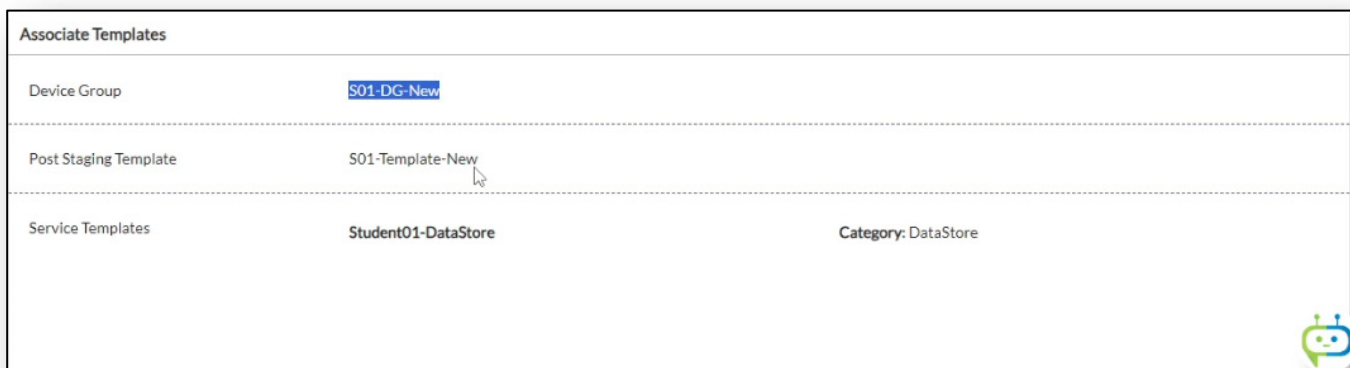 Associate Templates
Device Group S01-DG-New
Post Staging Template S01-Template-New
Service Templates Student01-DataStore Category: DataStore